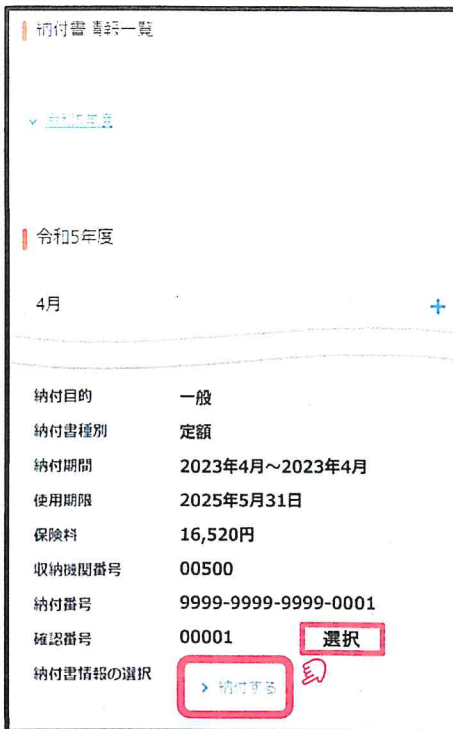 納付書情報一覧
令和5年度
4月 +
納付目的 一般
納付書種別 定額
納付期間 2023年4月～2023年4月
使用期限 2025年5月31日
保険料 16,520円
収納機関番号 00500
納付番号 9999-9999-9999-0001
確認番号 00001 選択
納付書情報の選択
> 納付する